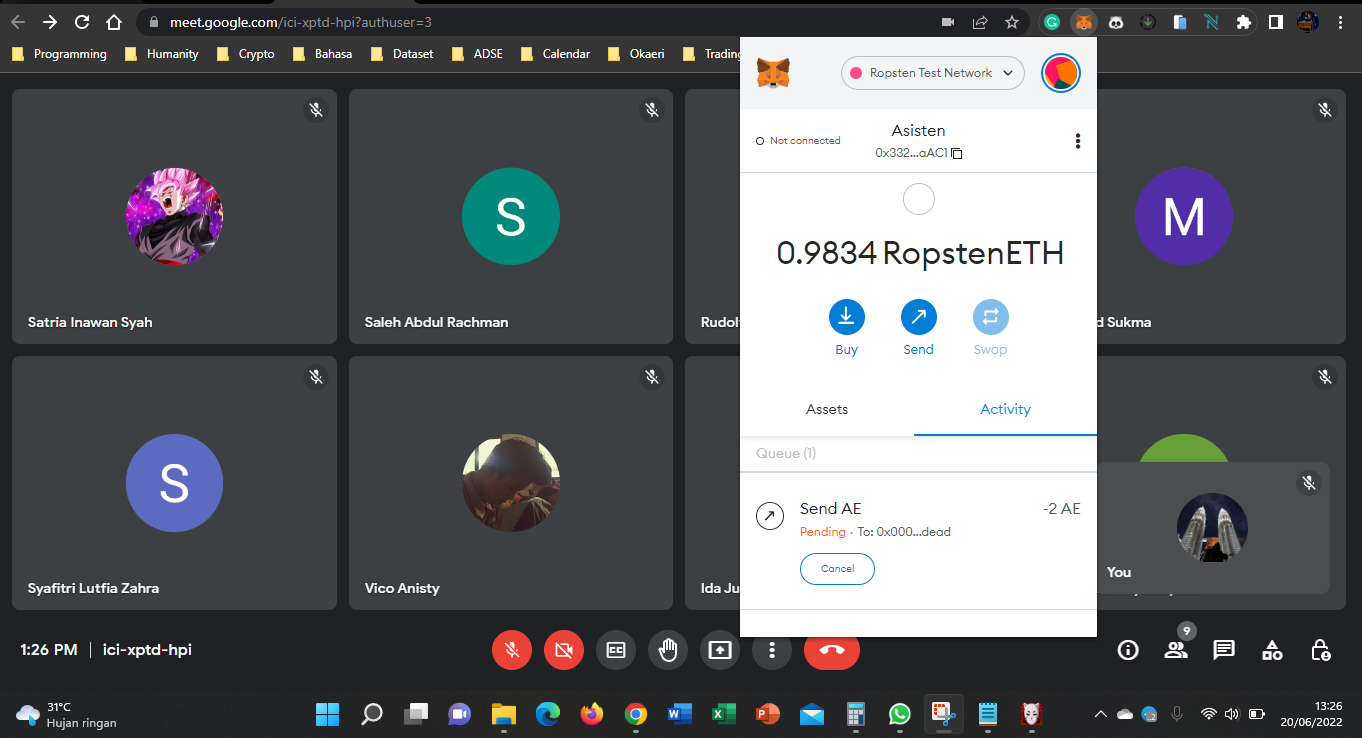 meet.google.com/ici-xptd-hpi?authuser=3
Programming
Humanity
Crypto
Bahasa
Dataset
ADSE
Calendar
Okaeri
Trading
Ropsten Test Network
Not connected
Asisten
0x332...aAC1
0.9834 RopstenETH
Buy
Send
Swap
Assets
Activity
Queue (1)
Send AE
-2 AE
Pending · To: 0x000...dead
Cancel
Satria Inawan Syah
S
Saleh Abdul Rachman
Rudol
M
d Sukma
S
Syafitri Lutfia Zahra
Vico Anisty
Ida Ju
You
1:26 PM
ici-xptd-hpi
9
31°C
Hujan ringan
13:26
20/06/2022